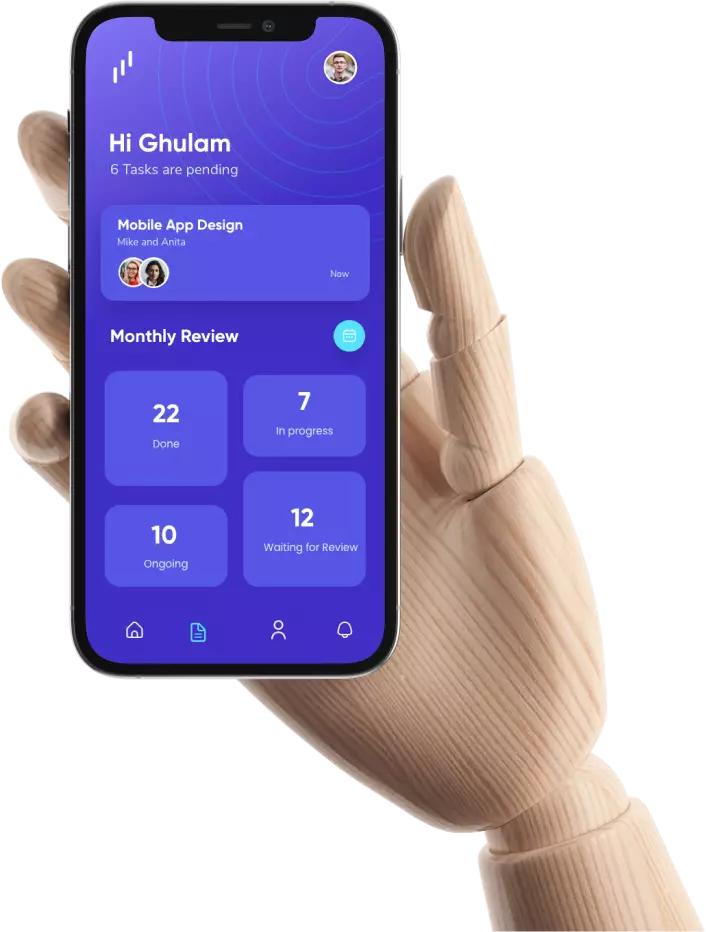 Hi Ghulam
6 Tasks are pending
Mobile App Design
Mike and Anita
Now
Monthly Review
22
Done
7
In progress
10
Ongoing
12
Waiting for Review